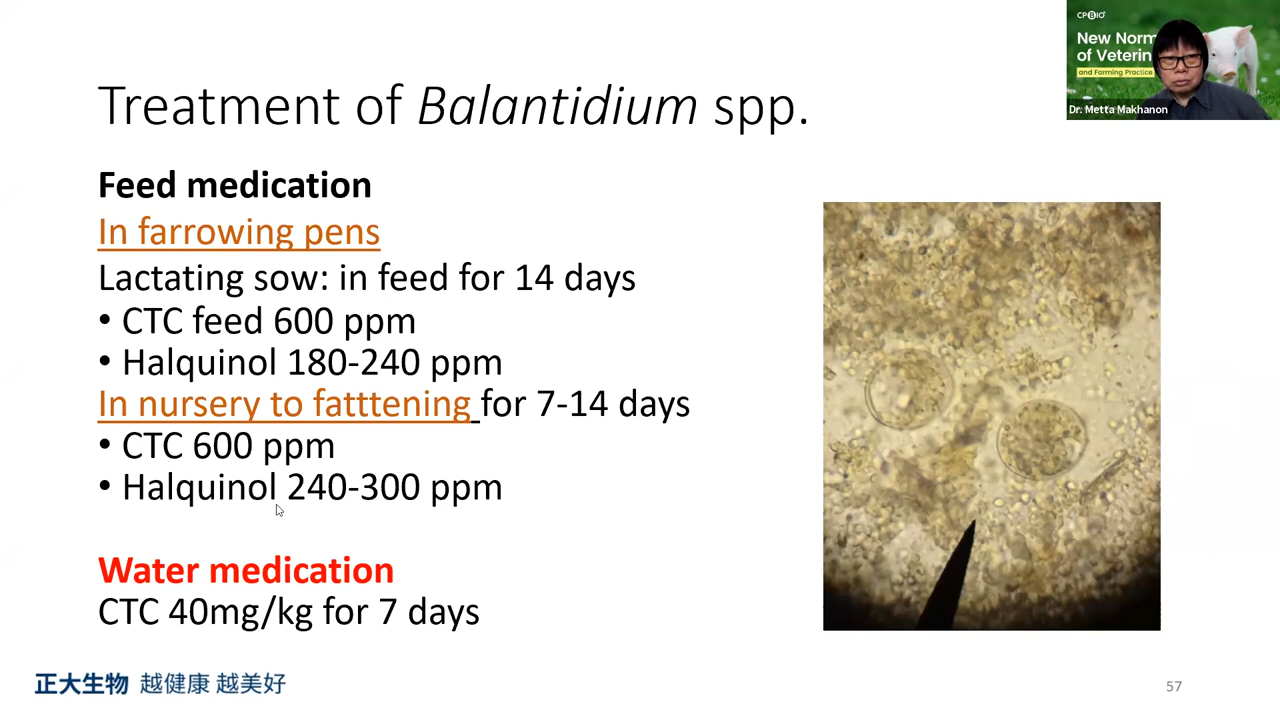 CPBIO
New Norm
of Veterin
and Farming Practice
Dr. Metta Makhanon
Treatment of Balantidium spp.
Feed medication
In farrowing pens
Lactating sow: in feed for 14 days
• CTC feed 600 ppm
• Halquinol 180-240 ppm
In nursery to fatttening for 7-14 days
• CTC 600 ppm
• Halquinol 240-300 ppm
Water medication
CTC 40mg/kg for 7 days
正大生物 越健康 越美好
57